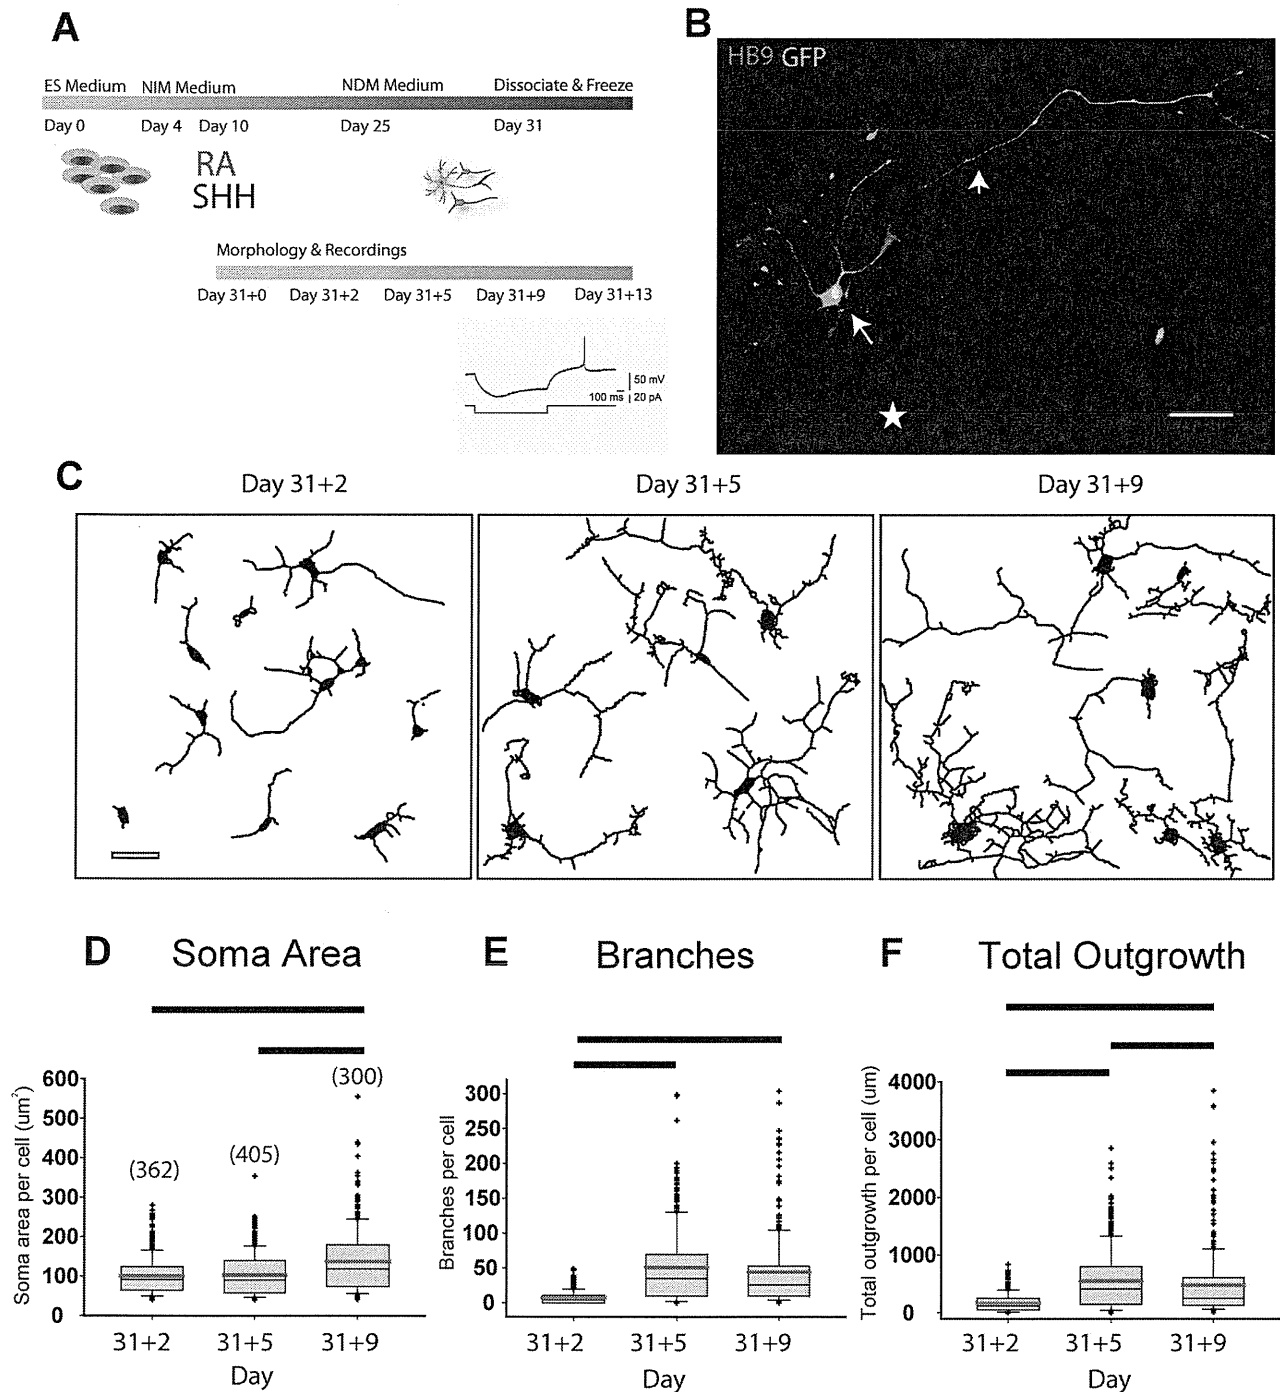 A
ES Medium NIM Medium NDM Medium Dissociate & Freeze
Day 0 Day 4 Day 10 Day 25 Day 31
RA
SHH
Morphology & Recordings
Day 31+0 Day 31+2 Day 31+5 Day 31+9 Day 31+13
50 mV
100 ms 20 pA
B
HB9 GFP
C
Day 31+2 Day 31+5 Day 31+9
D Soma Area
Soma area per cell (um²)
600
500
400
300
200
100
0
(362) (405) (300)
31+2 31+5 31+9
Day
E Branches
Branches per cell
300
250
200
150
100
50
0
31+2 31+5 31+9
Day
F Total Outgrowth
Total outgrowth per cell (um)
4000
3000
2000
1000
0
31+2 31+5 31+9
Day